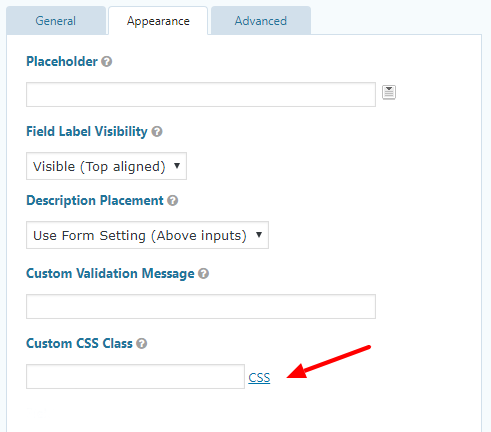 General Appearance Advanced
Placeholder
Field Label Visibility
Visible (Top aligned)
Description Placement
Use Form Setting (Above inputs)
Custom Validation Message
Custom CSS Class
CSS